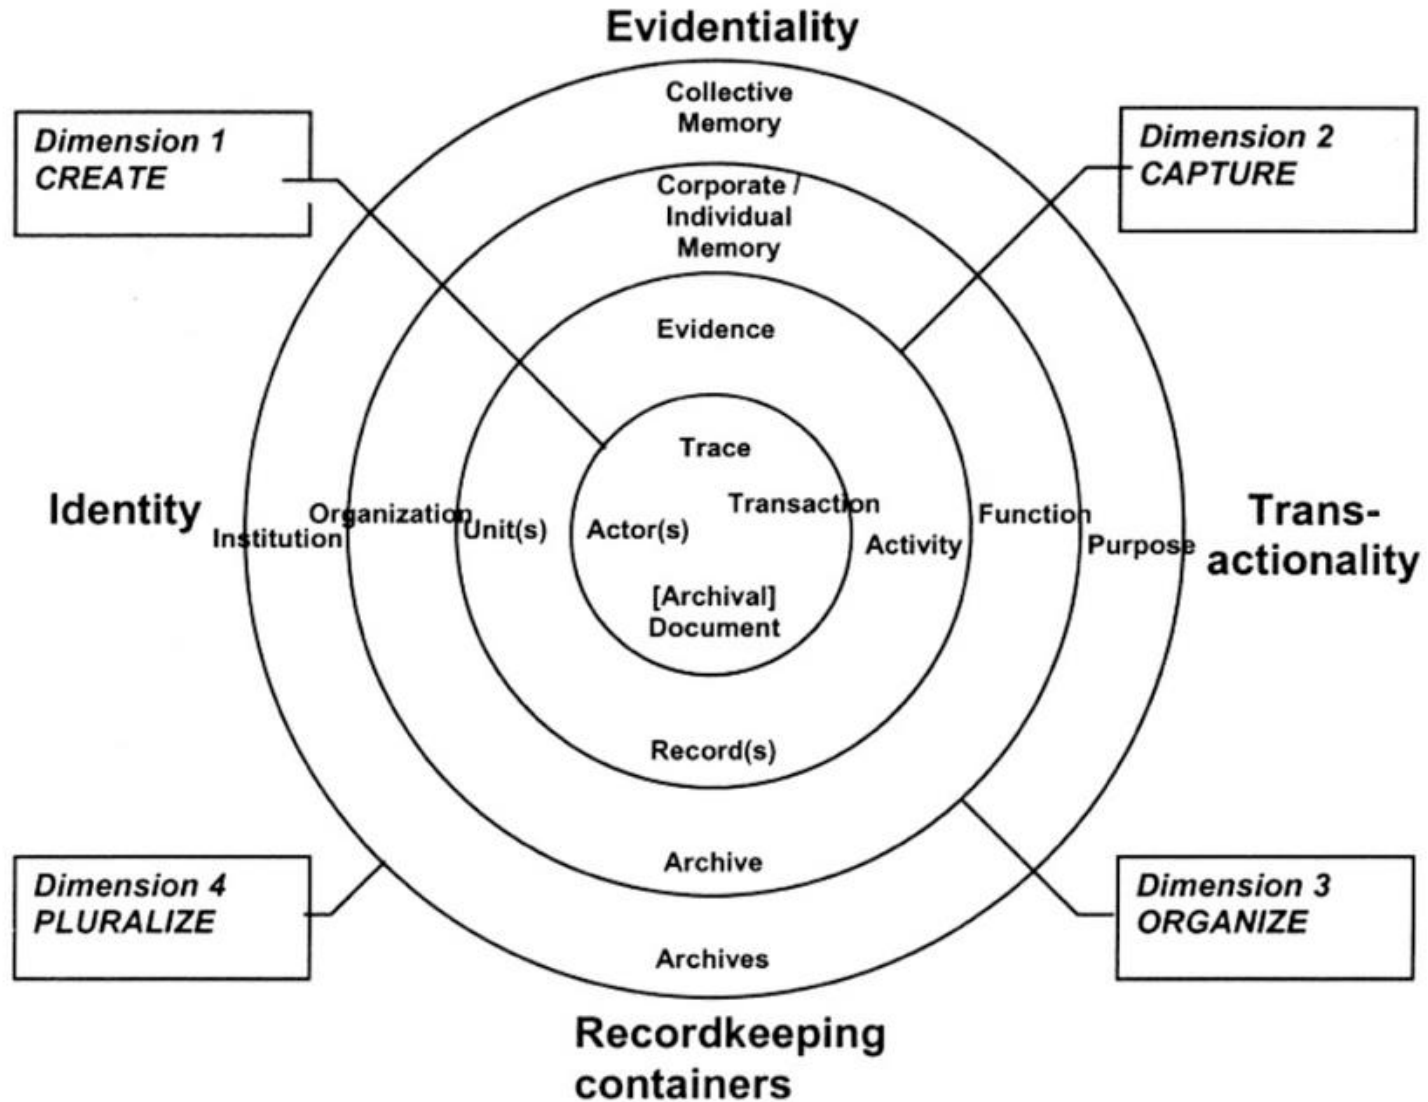 Evidentiality
Collective
Memory
Dimension 1
CREATE
Dimension 2
CAPTURE
Corporate /
Individual
Memory
Evidence
Trace
Identity
Institution
Organization
Unit(s)
Actor(s)
Transaction
Activity
Function
Purpose
Trans-
actionality
[Archival]
Document
Record(s)
Archive
Dimension 4
PLURALIZE
Dimension 3
ORGANIZE
Archives
Recordkeeping
containers